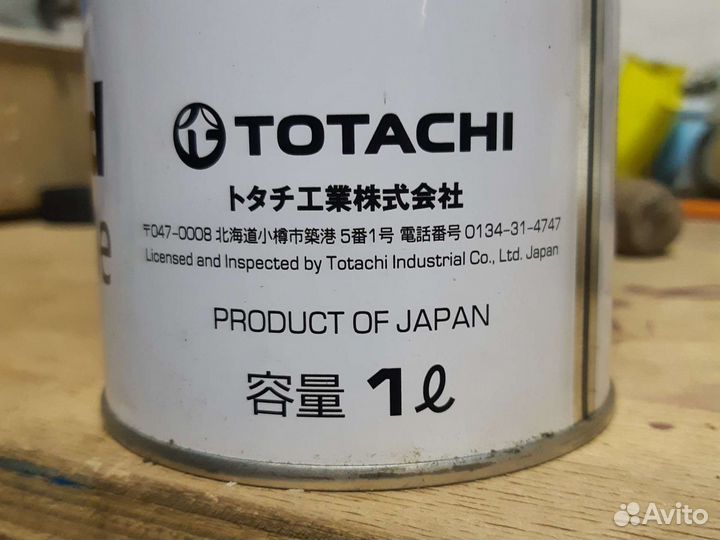 TOTACHI
トタチ工業株式会社
〒047-0008 北海道小樽市築港 5番1号 電話番号 0134-31-4747
Licensed and Inspected by Totachi Industrial Co., Ltd. Japan
PRODUCT OF JAPAN
容量 1ℓ
Avito